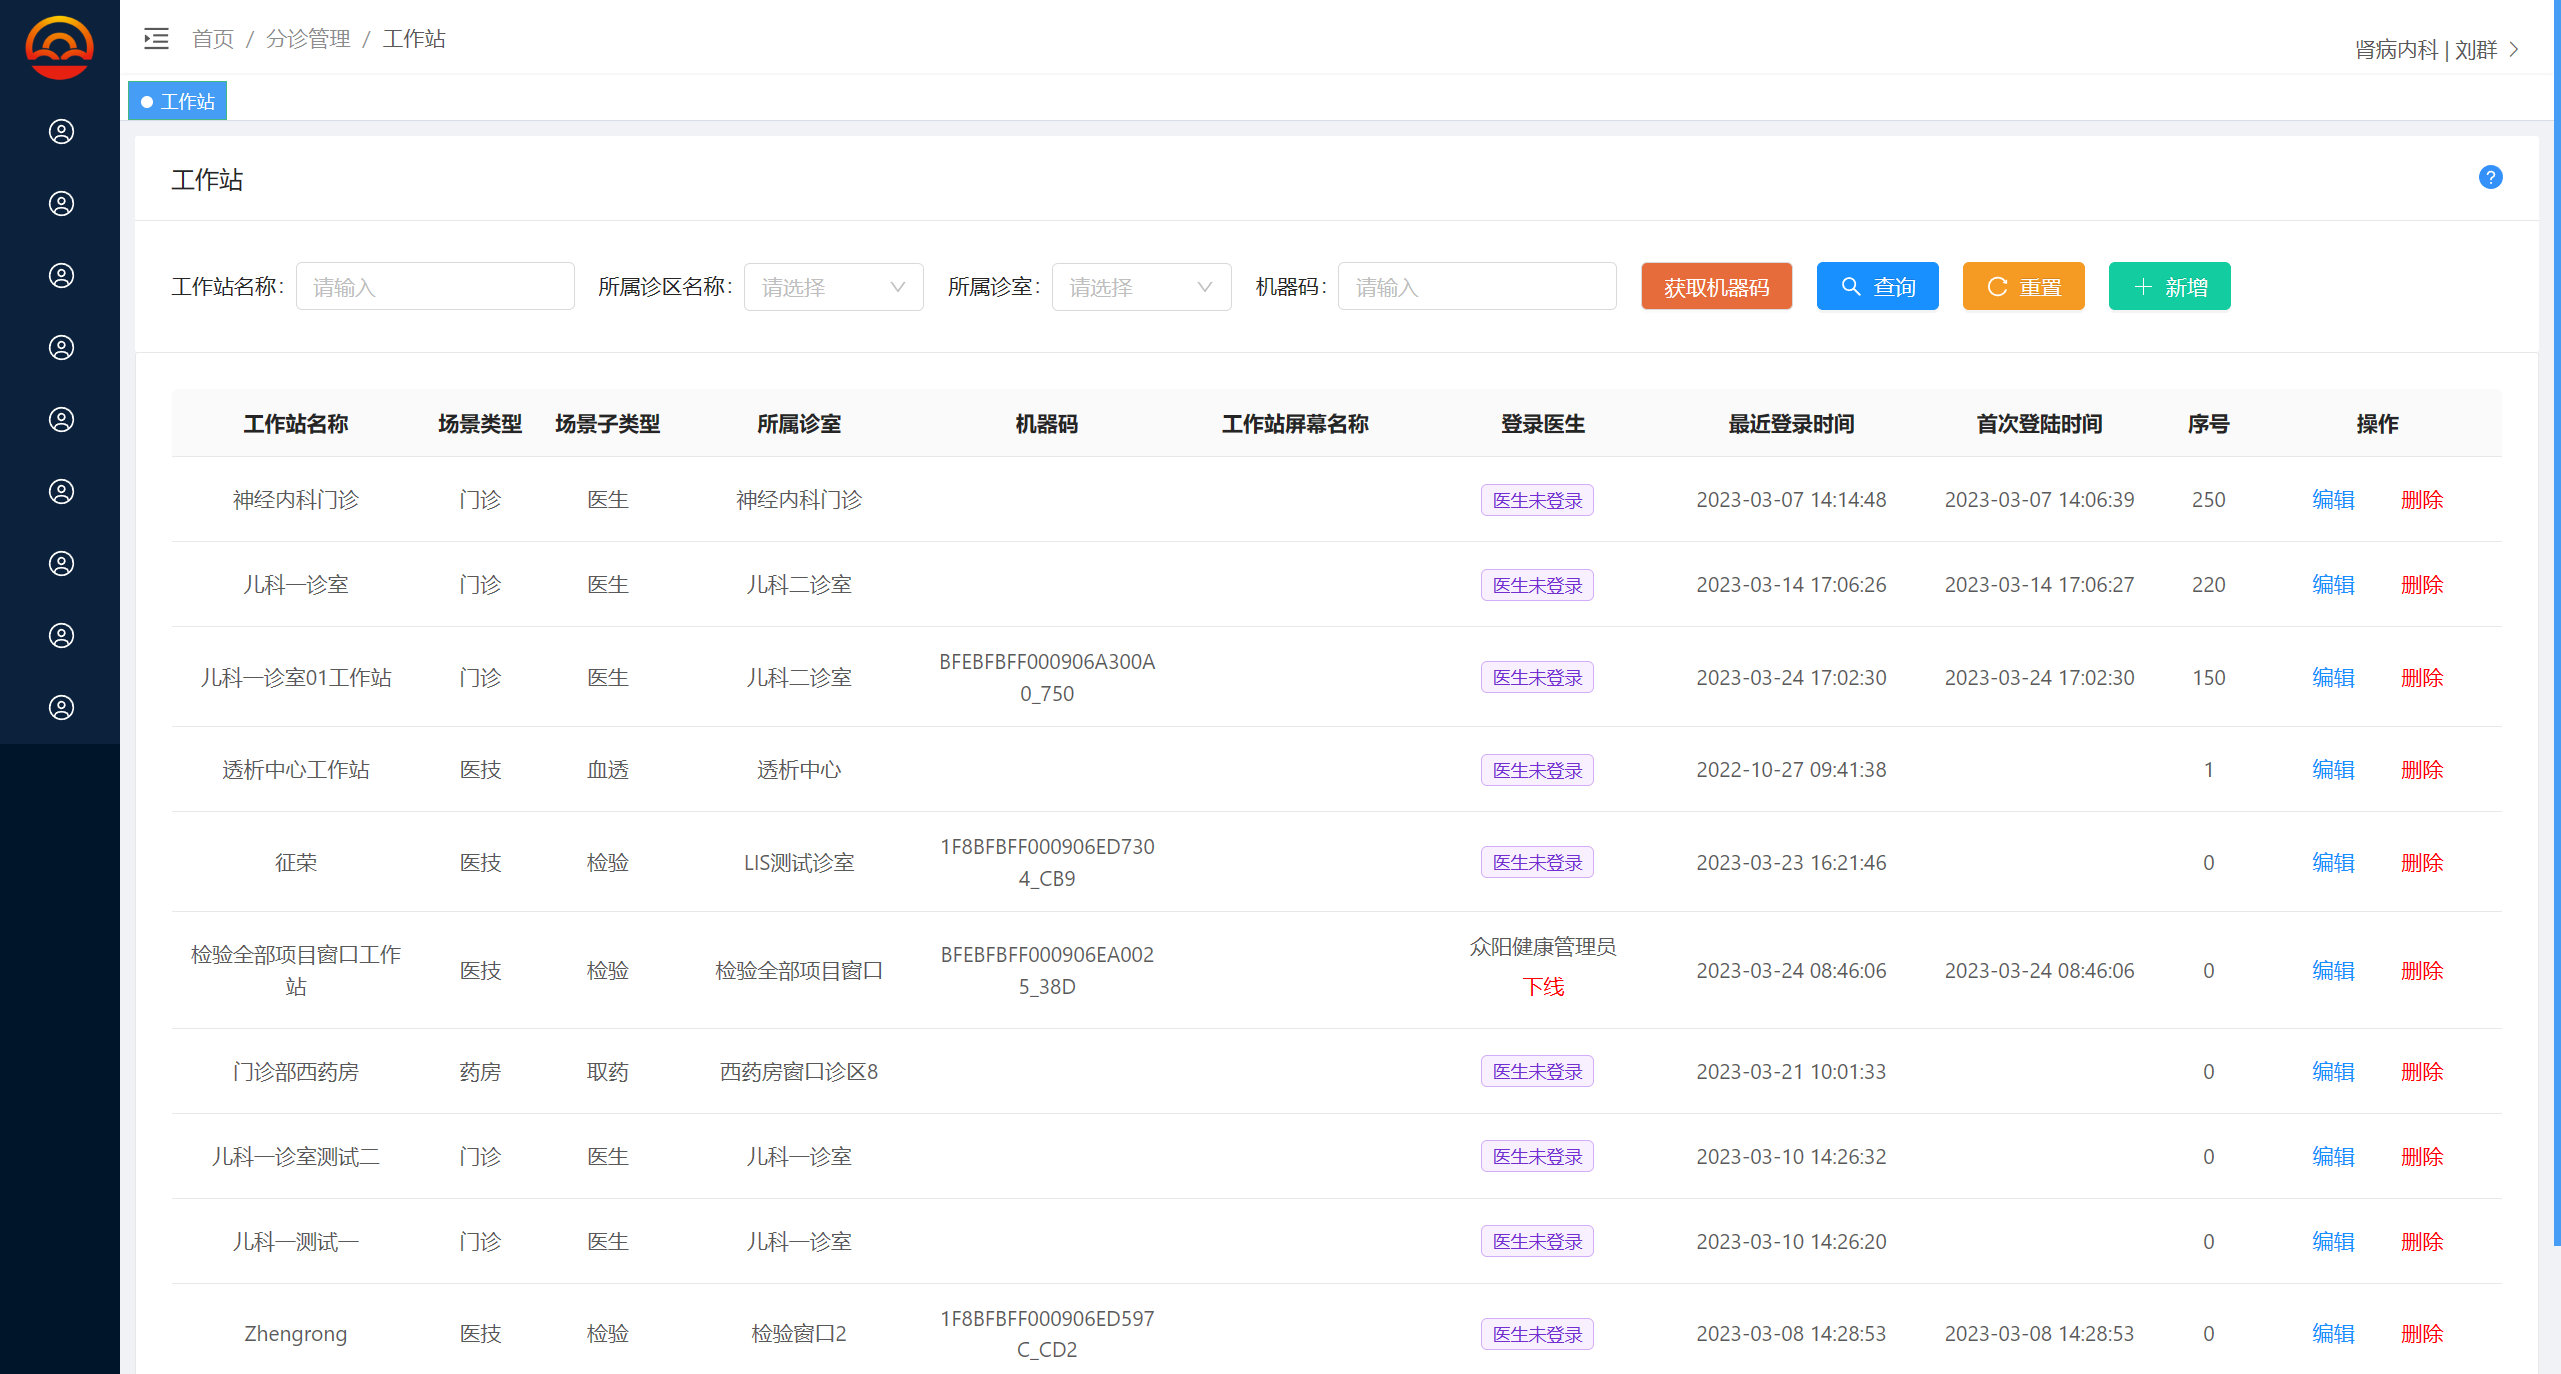 首页 / 分诊管理 / 工作站
肾病内科 | 刘群
工作站
工作站
?
工作站名称: 请输入 所属诊区名称: 请选择 所属诊室: 请选择 机器码: 请输入 获取机器码 查询 重置 新增
工作站名称 场景类型 场景子类型 所属诊室 机器码 工作站屏幕名称 登录医生 最近登录时间 首次登陆时间 序号 操作
神经内科门诊 门诊 医生 神经内科门诊 医生未登录 2023-03-07 14:14:48 2023-03-07 14:06:39 250 编辑 删除
儿科一诊室 门诊 医生 儿科二诊室 医生未登录 2023-03-14 17:06:26 2023-03-14 17:06:27 220 编辑 删除
儿科一诊室01工作站 门诊 医生 儿科二诊室 BFEBFBFF000906A300A
0_750 医生未登录 2023-03-24 17:02:30 2023-03-24 17:02:30 150 编辑 删除
透析中心工作站 医技 血透 透析中心 医生未登录 2022-10-27 09:41:38 1 编辑 删除
征荣 医技 检验 LIS测试诊室 1F8BFBFF000906ED730
4_CB9 医生未登录 2023-03-23 16:21:46 0 编辑 删除
检验全部项目窗口工作
站 医技 检验 检验全部项目窗口 BFEBFBFF000906EA002
5_38D 众阳健康管理员
下线 2023-03-24 08:46:06 2023-03-24 08:46:06 0 编辑 删除
门诊部西药房 药房 取药 西药房窗口诊区8 医生未登录 2023-03-21 10:01:33 0 编辑 删除
儿科一诊室测试二 门诊 医生 儿科一诊室 医生未登录 2023-03-10 14:26:32 0 编辑 删除
儿科一测试一 门诊 医生 儿科一诊室 医生未登录 2023-03-10 14:26:20 0 编辑 删除
Zhengrong 医技 检验 检验窗口2 1F8BFBFF000906ED597
C_CD2 医生未登录 2023-03-08 14:28:53 2023-03-08 14:28:53 0 编辑 删除